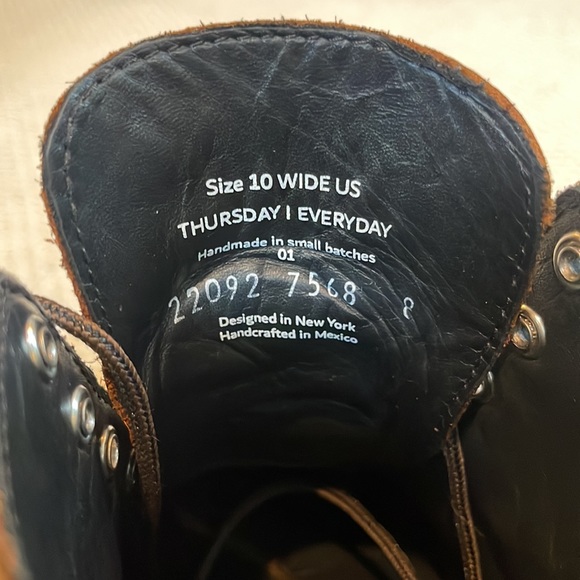 Size 10 WIDE US
THURSDAY | EVERYDAY
Handmade in small batches
01
22092 7568 8
Designed in New York
Handcrafted in Mexico